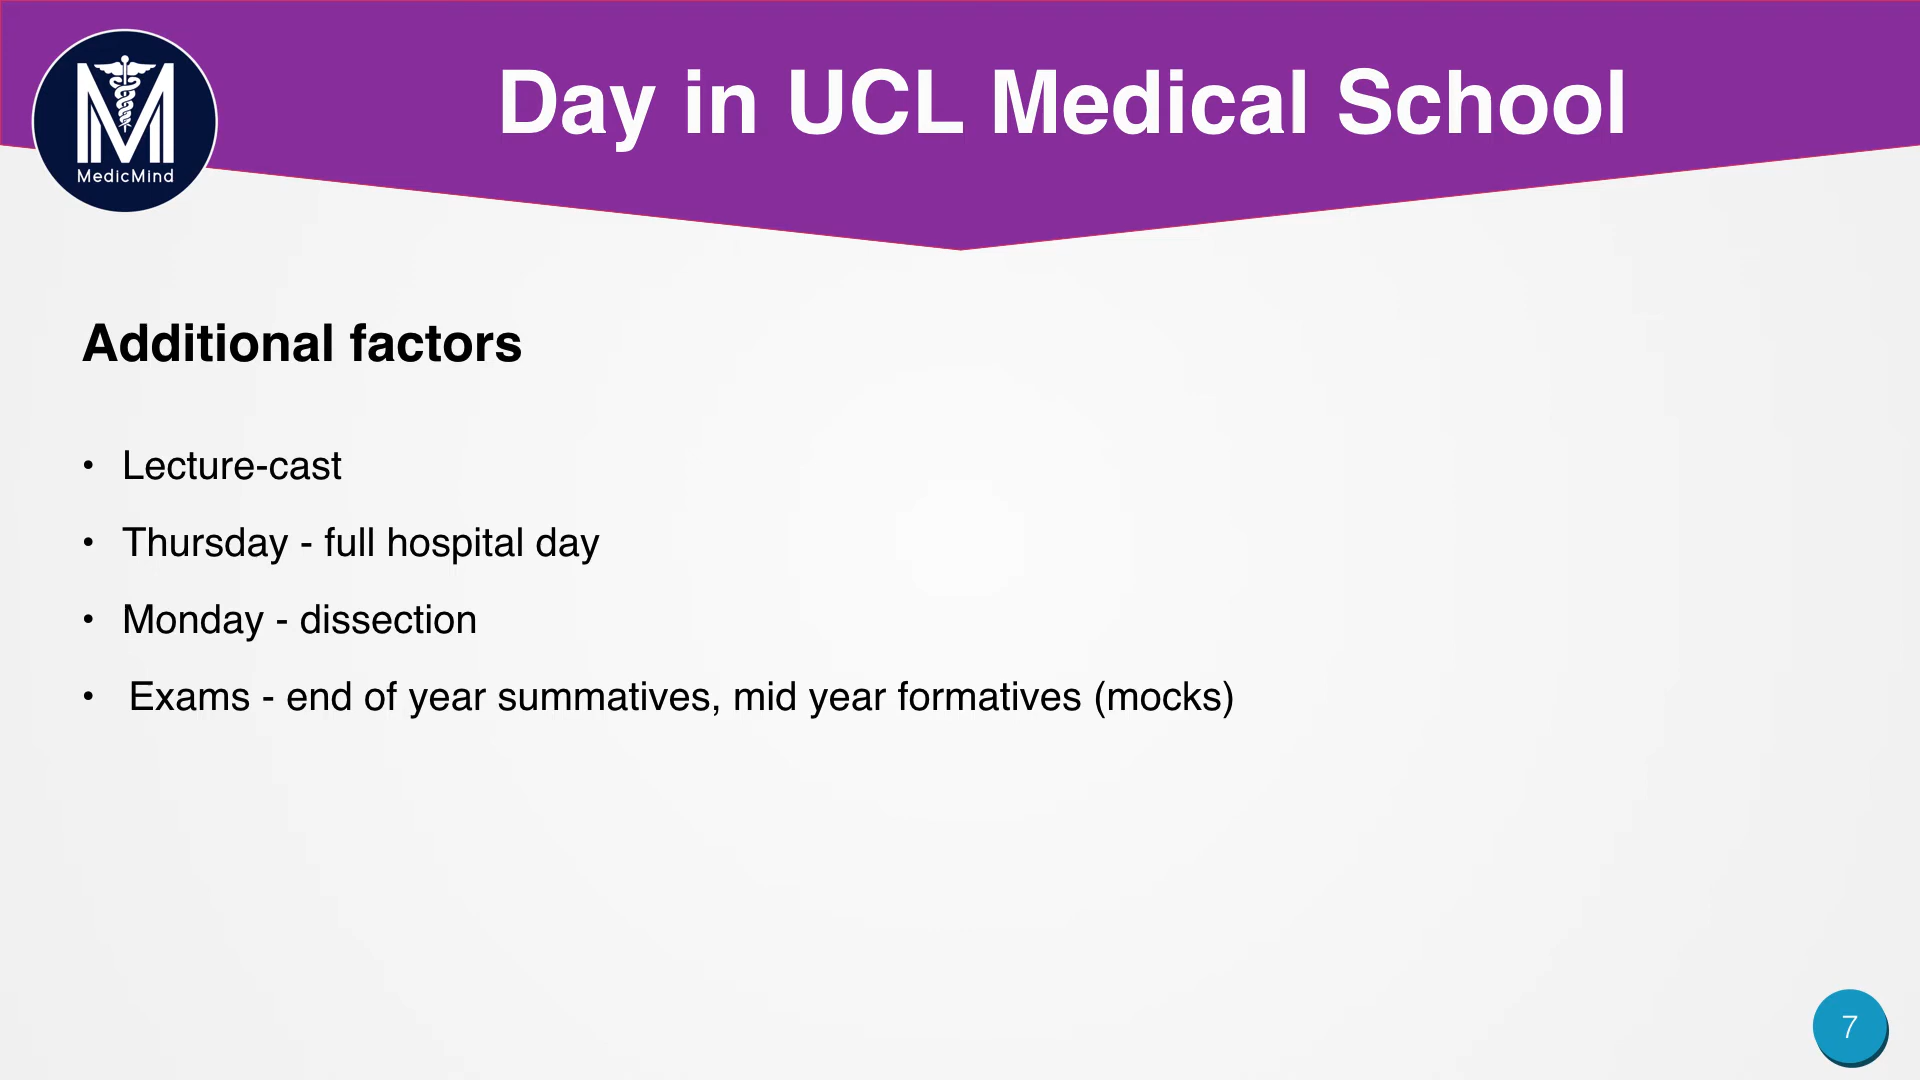 Day in UCL Medical School
MedicMind
Additional factors
• Lecture-cast
• Thursday - full hospital day
• Monday - dissection
• Exams - end of year summatives, mid year formatives (mocks)
7